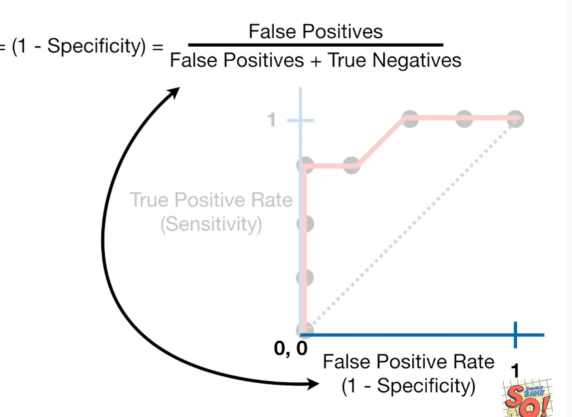 = (1 - Specificity) =
False Positives
False Positives + True Negatives
1
True Positive Rate
(Sensitivity)
0, 0
False Positive Rate
(1 - Specificity)
1
SO!